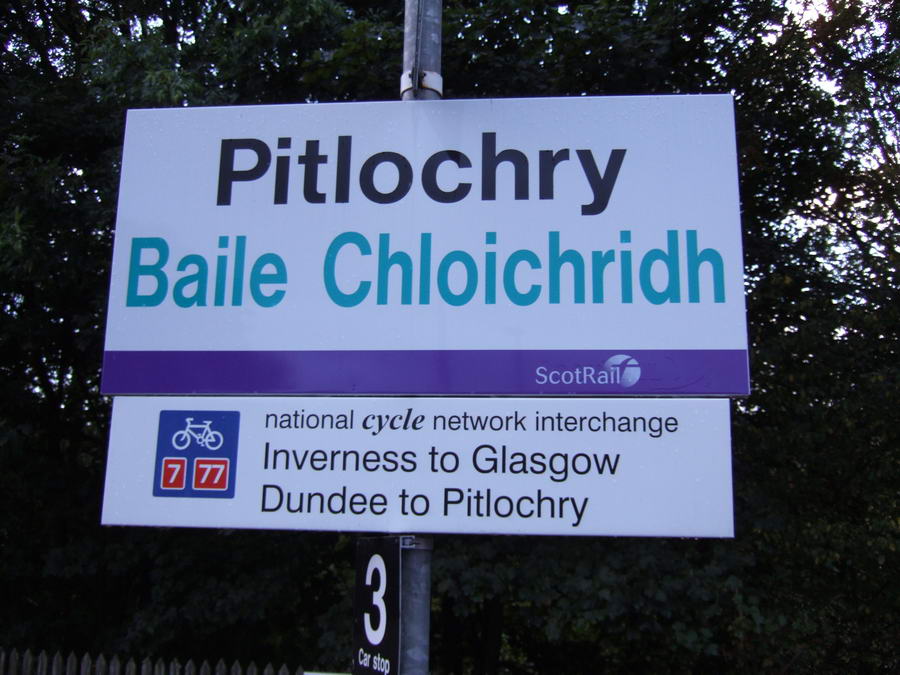 Pitlochry
Baile Chloichridh
ScotRail
national cycle network interchange
7 77
Inverness to Glasgow
Dundee to Pitlochry
3
Car stop